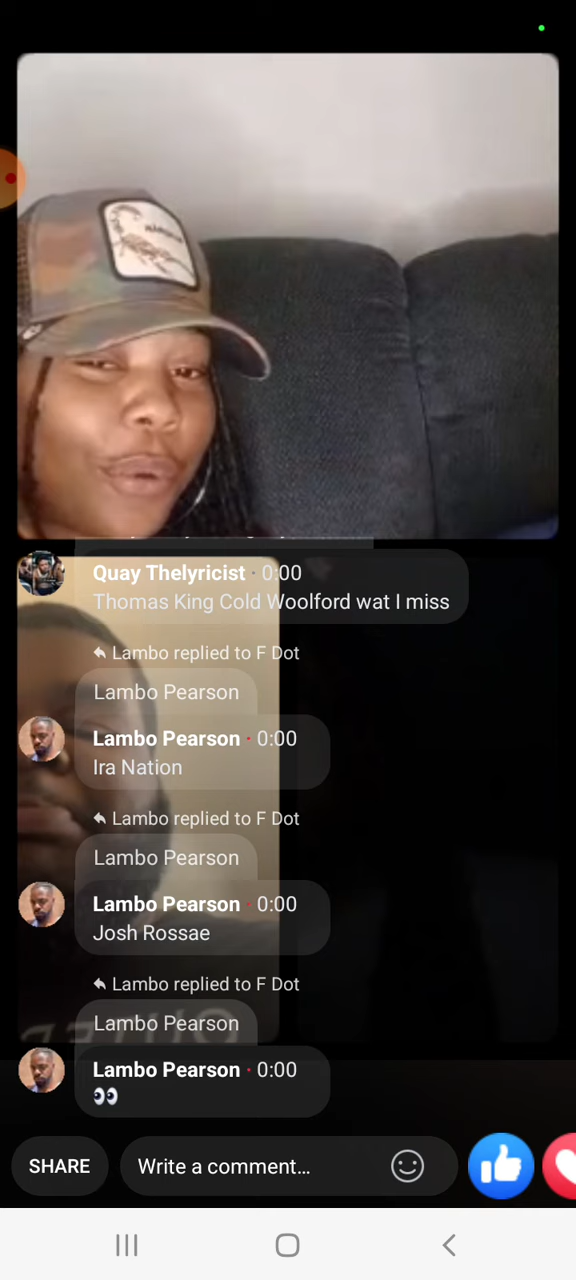 Quay Thelyricist · 0:00
Thomas King Cold Woolford wat I miss
Lambo replied to F Dot
Lambo Pearson
Lambo Pearson · 0:00
Ira Nation
Lambo replied to F Dot
Lambo Pearson
Lambo Pearson · 0:00
Josh Rossae
Lambo replied to F Dot
Lambo Pearson
Lambo Pearson · 0:00
👀
SHARE
Write a comment...